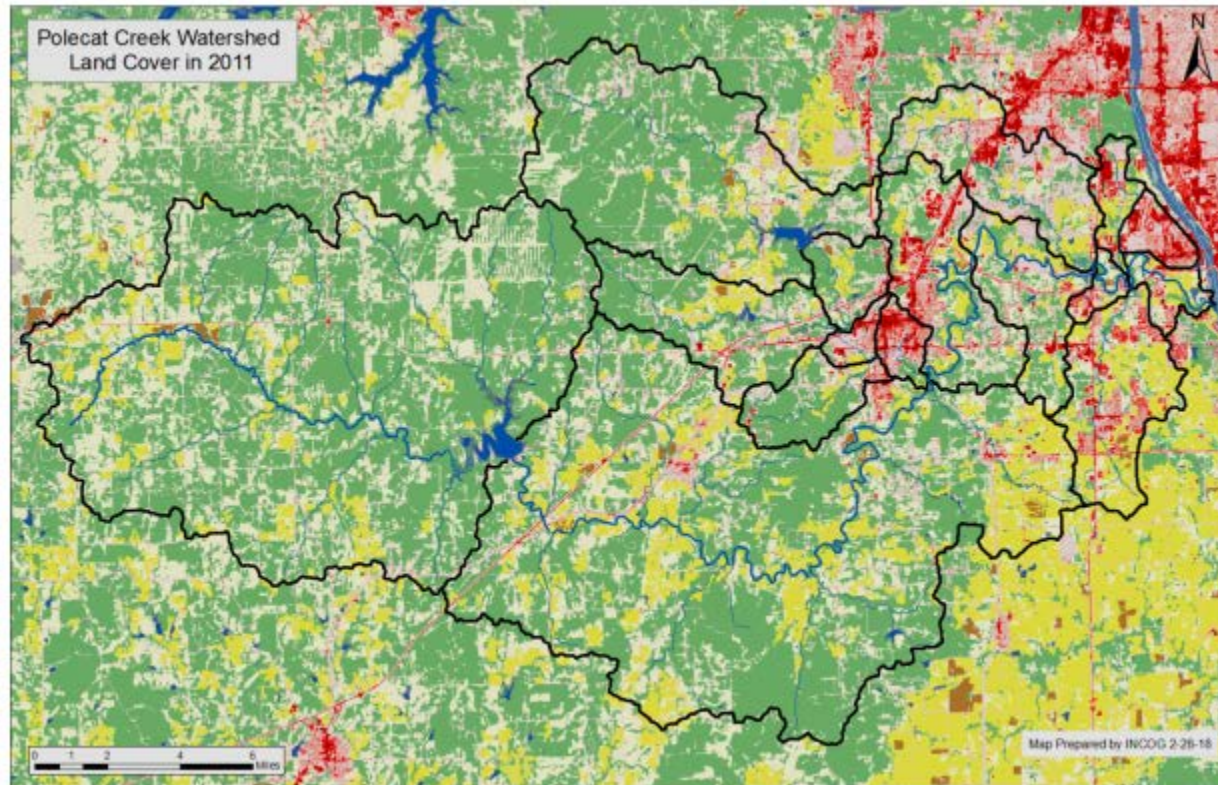 Polecat Creek Watershed
Land Cover in 2011
N
0 1 2 4 6
Miles
Map Prepared by INCOG 2-26-18